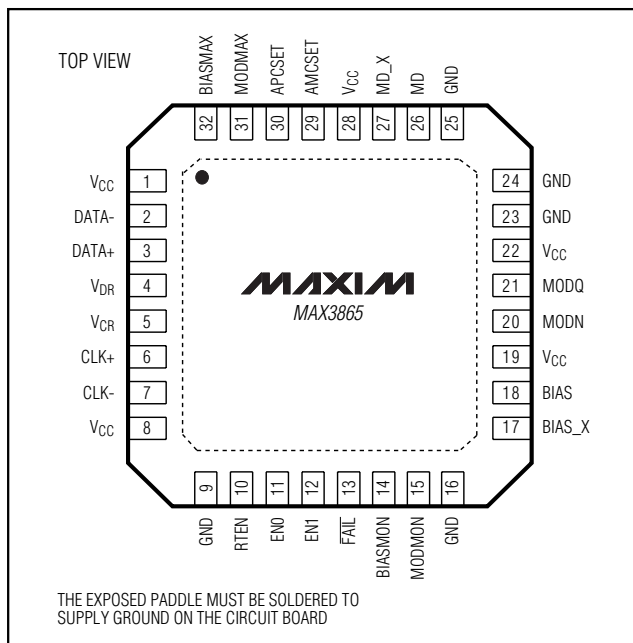 TOP VIEW
BIASMAX
MODMAX
APCSET
AMCSET
VCC
MD_X
MD
GND
32
31
30
29
28
27
26
25
VCC 1
DATA- 2
DATA+ 3
VDR 4
VCR 5
CLK+ 6
CLK- 7
VCC 8
MAXIM
MAX3865
24 GND
23 GND
22 VCC
21 MODQ
20 MODN
19 VCC
18 BIAS
17 BIAS_X
9
10
11
12
13
14
15
16
GND
RTEN
EN0
EN1
FAIL
BIASMON
MODMON
GND
THE EXPOSED PADDLE MUST BE SOLDERED TO
SUPPLY GROUND ON THE CIRCUIT BOARD